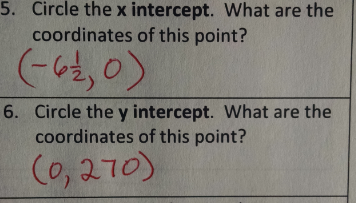 5. Circle the x intercept. What are the
coordinates of this point?
(-6½, 0)
6. Circle the y intercept. What are the
coordinates of this point?
(0, 270)